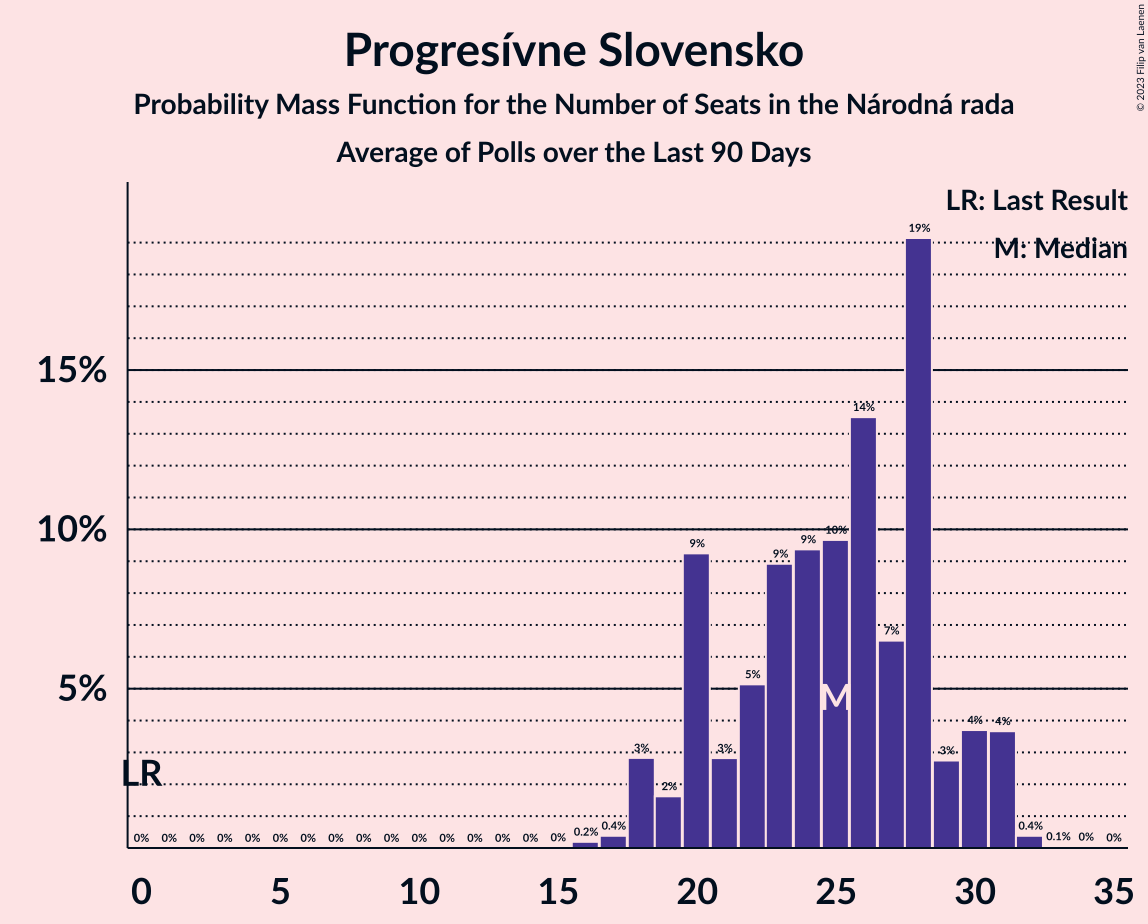 Progresívne Slovensko
Probability Mass Function for the Number of Seats in the Národná rada
Average of Polls over the Last 90 Days
© 2023 Filip van Laenen
LR: Last Result
M: Median
15%
10%
5%
LR
M
0% 0% 0% 0% 0% 0% 0% 0% 0% 0% 0% 0% 0% 0% 0% 0% 0.2% 0.4% 3% 2% 9% 3% 5% 9% 9% 10% 14% 7% 19% 3% 4% 4% 0.4% 0.1% 0% 0%
0 5 10 15 20 25 30 35